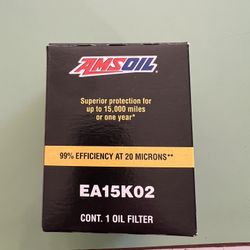 AMSOIL
Superior protection for
up to 15,000 miles
or one year*
99% EFFICIENCY AT 20 MICRONS**
EA15K02
CONT. 1 OIL FILTER